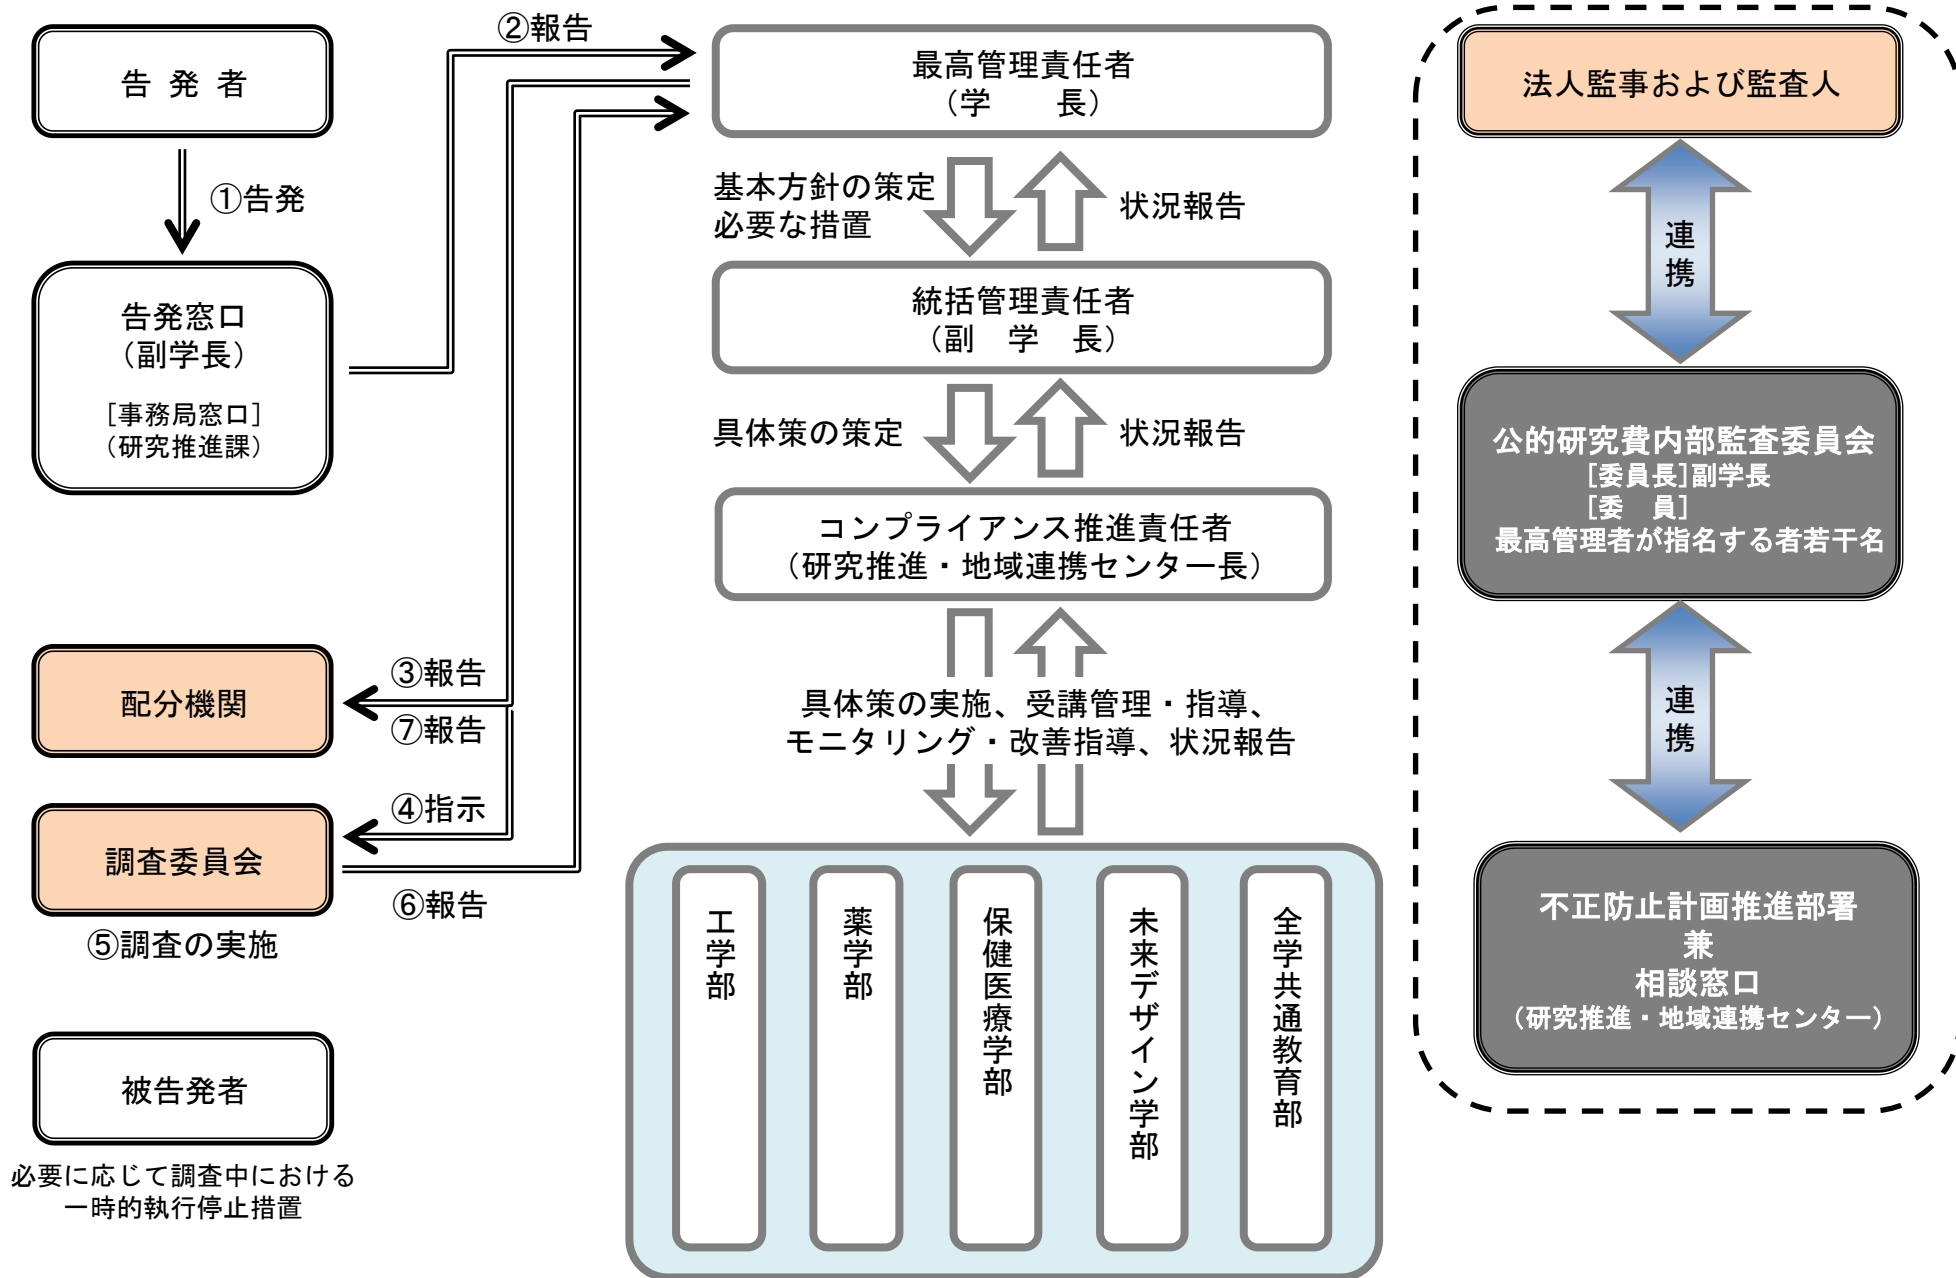 告 発 者
①告発
告発窓口
（副学長）
［事務局窓口］
（研究推進課）
②報告
配分機関
③報告
⑦報告
④指示
調査委員会
⑥報告
⑤調査の実施
被告発者
必要に応じて調査中における
一時的執行停止措置
最高管理責任者
（学　　長）
基本方針の策定
必要な措置
状況報告
統括管理責任者
（副　学　長）
具体策の策定
状況報告
コンプライアンス推進責任者
（研究推進・地域連携センター長）
具体策の実施、受講管理・指導、
モニタリング・改善指導、状況報告
工学部
薬学部
保健医療学部
未来デザイン学部
全学共通教育部
法人監事および監査人
連携
公的研究費内部監査委員会
［委員長］副学長
［委　員］
最高管理者が指名する者若干名
連携
不正防止計画推進部署
兼
相談窓口
（研究推進・地域連携センター）